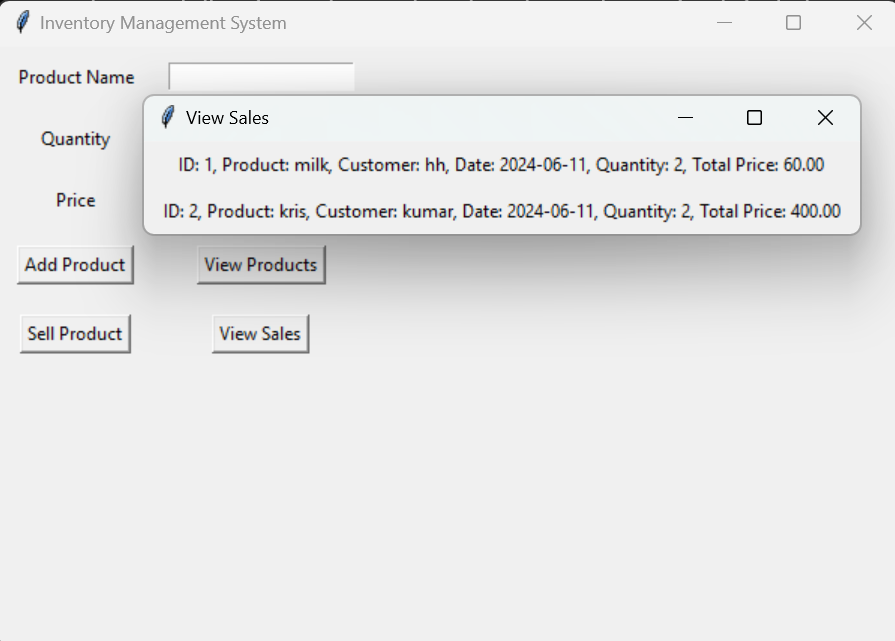 Inventory Management System
Product Name
View Sales
Quantity
ID: 1, Product: milk, Customer: hh, Date: 2024-06-11, Quantity: 2, Total Price: 60.00
Price
ID: 2, Product: kris, Customer: kumar, Date: 2024-06-11, Quantity: 2, Total Price: 400.00
Add Product View Products
Sell Product View Sales